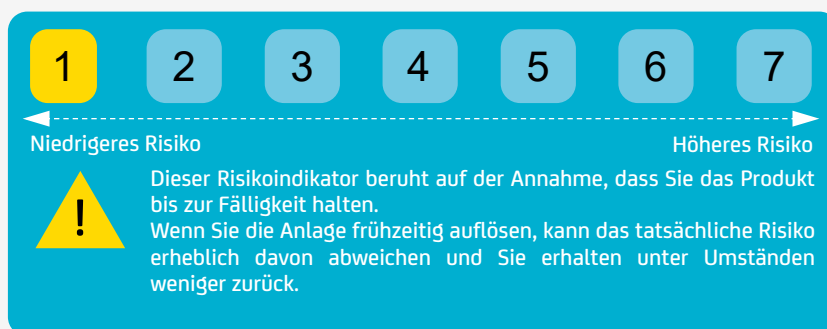 1 2 3 4 5 6 7
Niedrigeres Risiko Höheres Risiko
Dieser Risikoindikator beruht auf der Annahme, dass Sie das Produkt
bis zur Fälligkeit halten.
!
Wenn Sie die Anlage frühzeitig auflösen, kann das tatsächliche Risiko
erheblich davon abweichen und Sie erhalten unter Umständen
weniger zurück.